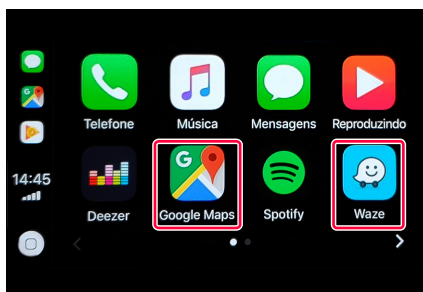 Telefone
Música
Mensagens
Reproduzindo
14:45
Deezer
G
Google Maps
Spotify
Waze